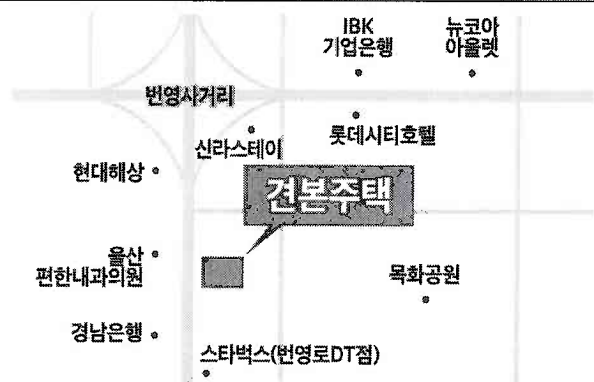 IBK
기업은행
뉴코아
아울렛
번영사거리
롯데시티호텔
신라스테이
현대해상
견본주택
울산
편한내과의원
목화공원
경남은행
스타벅스(번영로DT점)